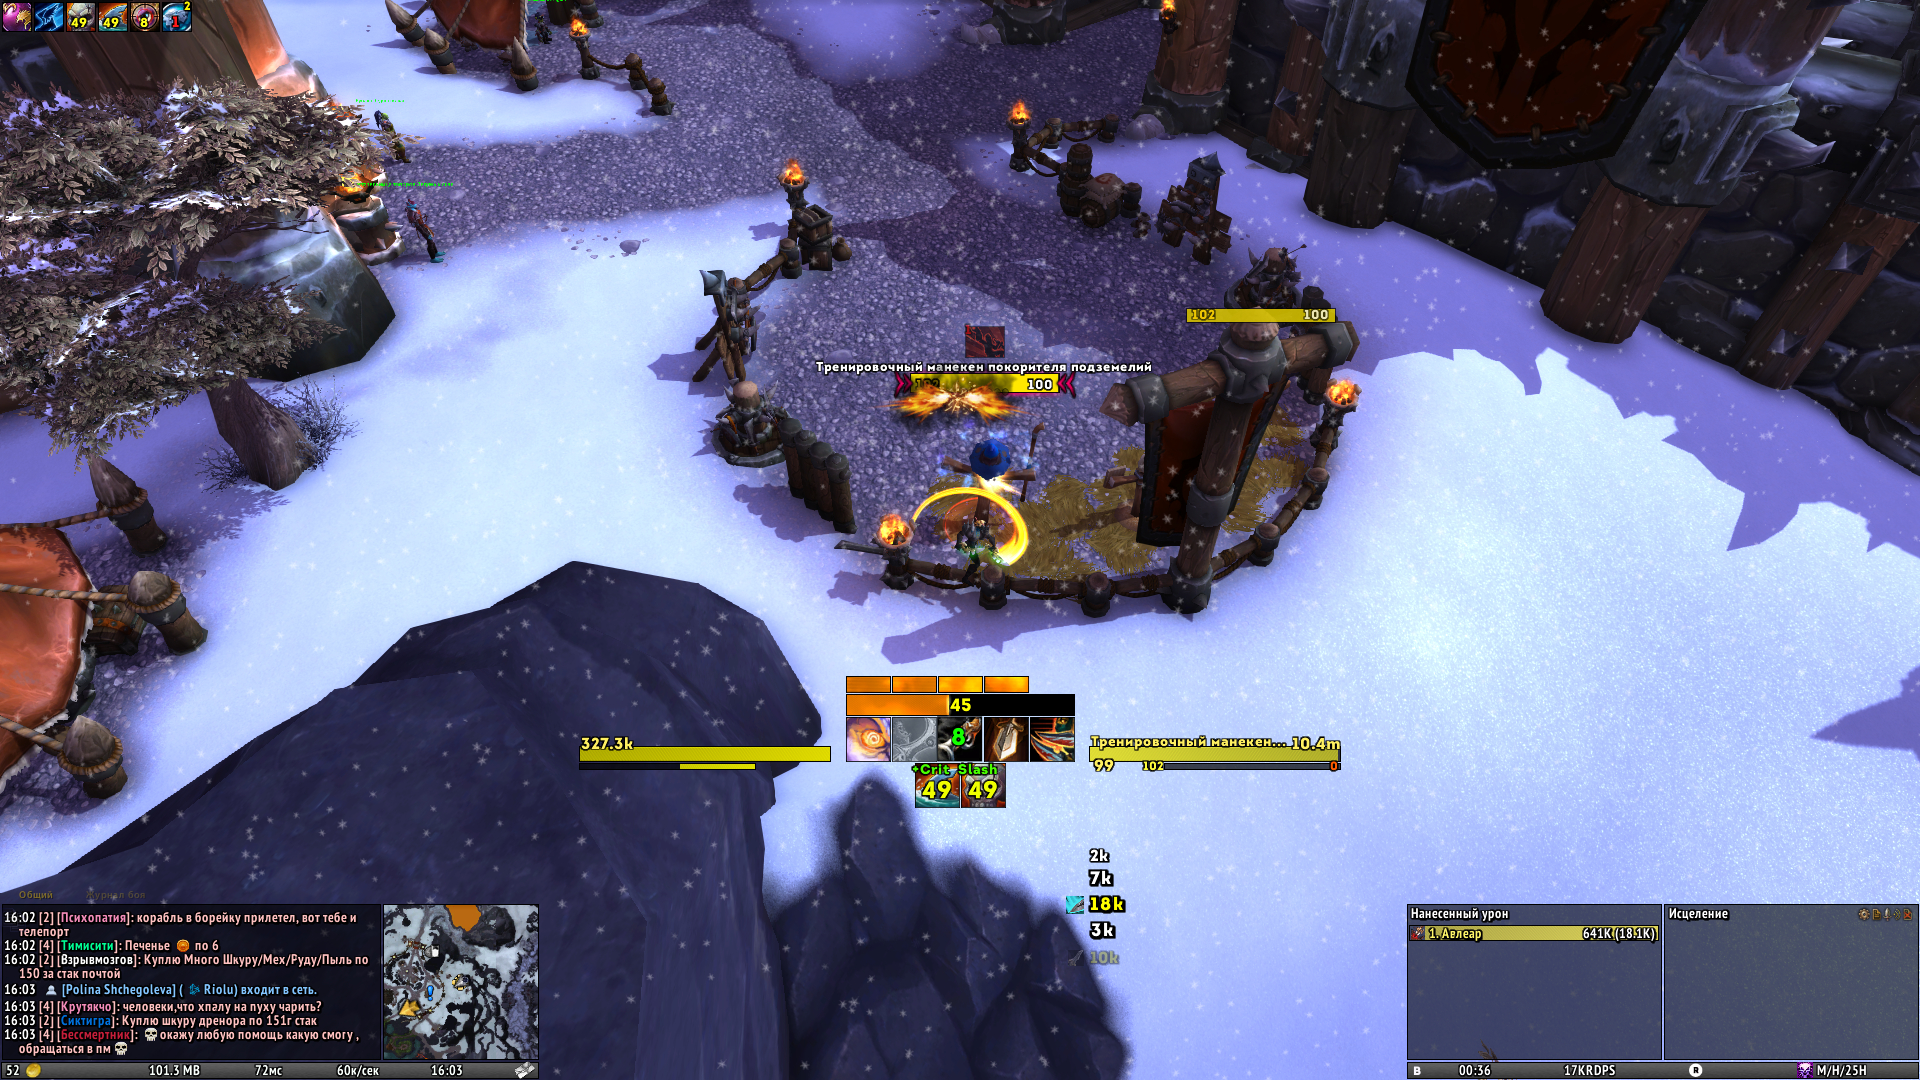 2
49
49
8
1
102 100
Тренировочный манекен покорителя подземелий
100
45
327.3k
8
Тренировочный манекен... 10.4m
99 102 0
+Crit Slash
49 49
2k
7k
18k
3k
10k
Общий Журнал боя
16:02 [2] [Психопатия]: корабль в борейку прилетел, вот тебе и
телепорт
16:02 [4] [Тимисити]: Печенье по 6
16:02 [2] [Взрывмозгов]: Куплю Много Шкуру/Мех/Руду/Пыль по
150 за стак почтой
16:03 [Polina Shchegoleva] ( Riolu) входит в сеть.
16:03 [4] [Крутякчо]: человеки,что хпалу на пуху чарить?
16:03 [2] [Сиктигра]: Куплю шкуру дренора по 151г стак
16:03 [4] [Бессмертник]: окажу любую помощь какую смогу ,
обращаться в пм
52 101.3 MB 72мс 60к/сек 16:03
Нанесенный урон
1. Авлеар 641K (18.1K)
Исцеление
B 00:36 17KRDPS R M/H/25H